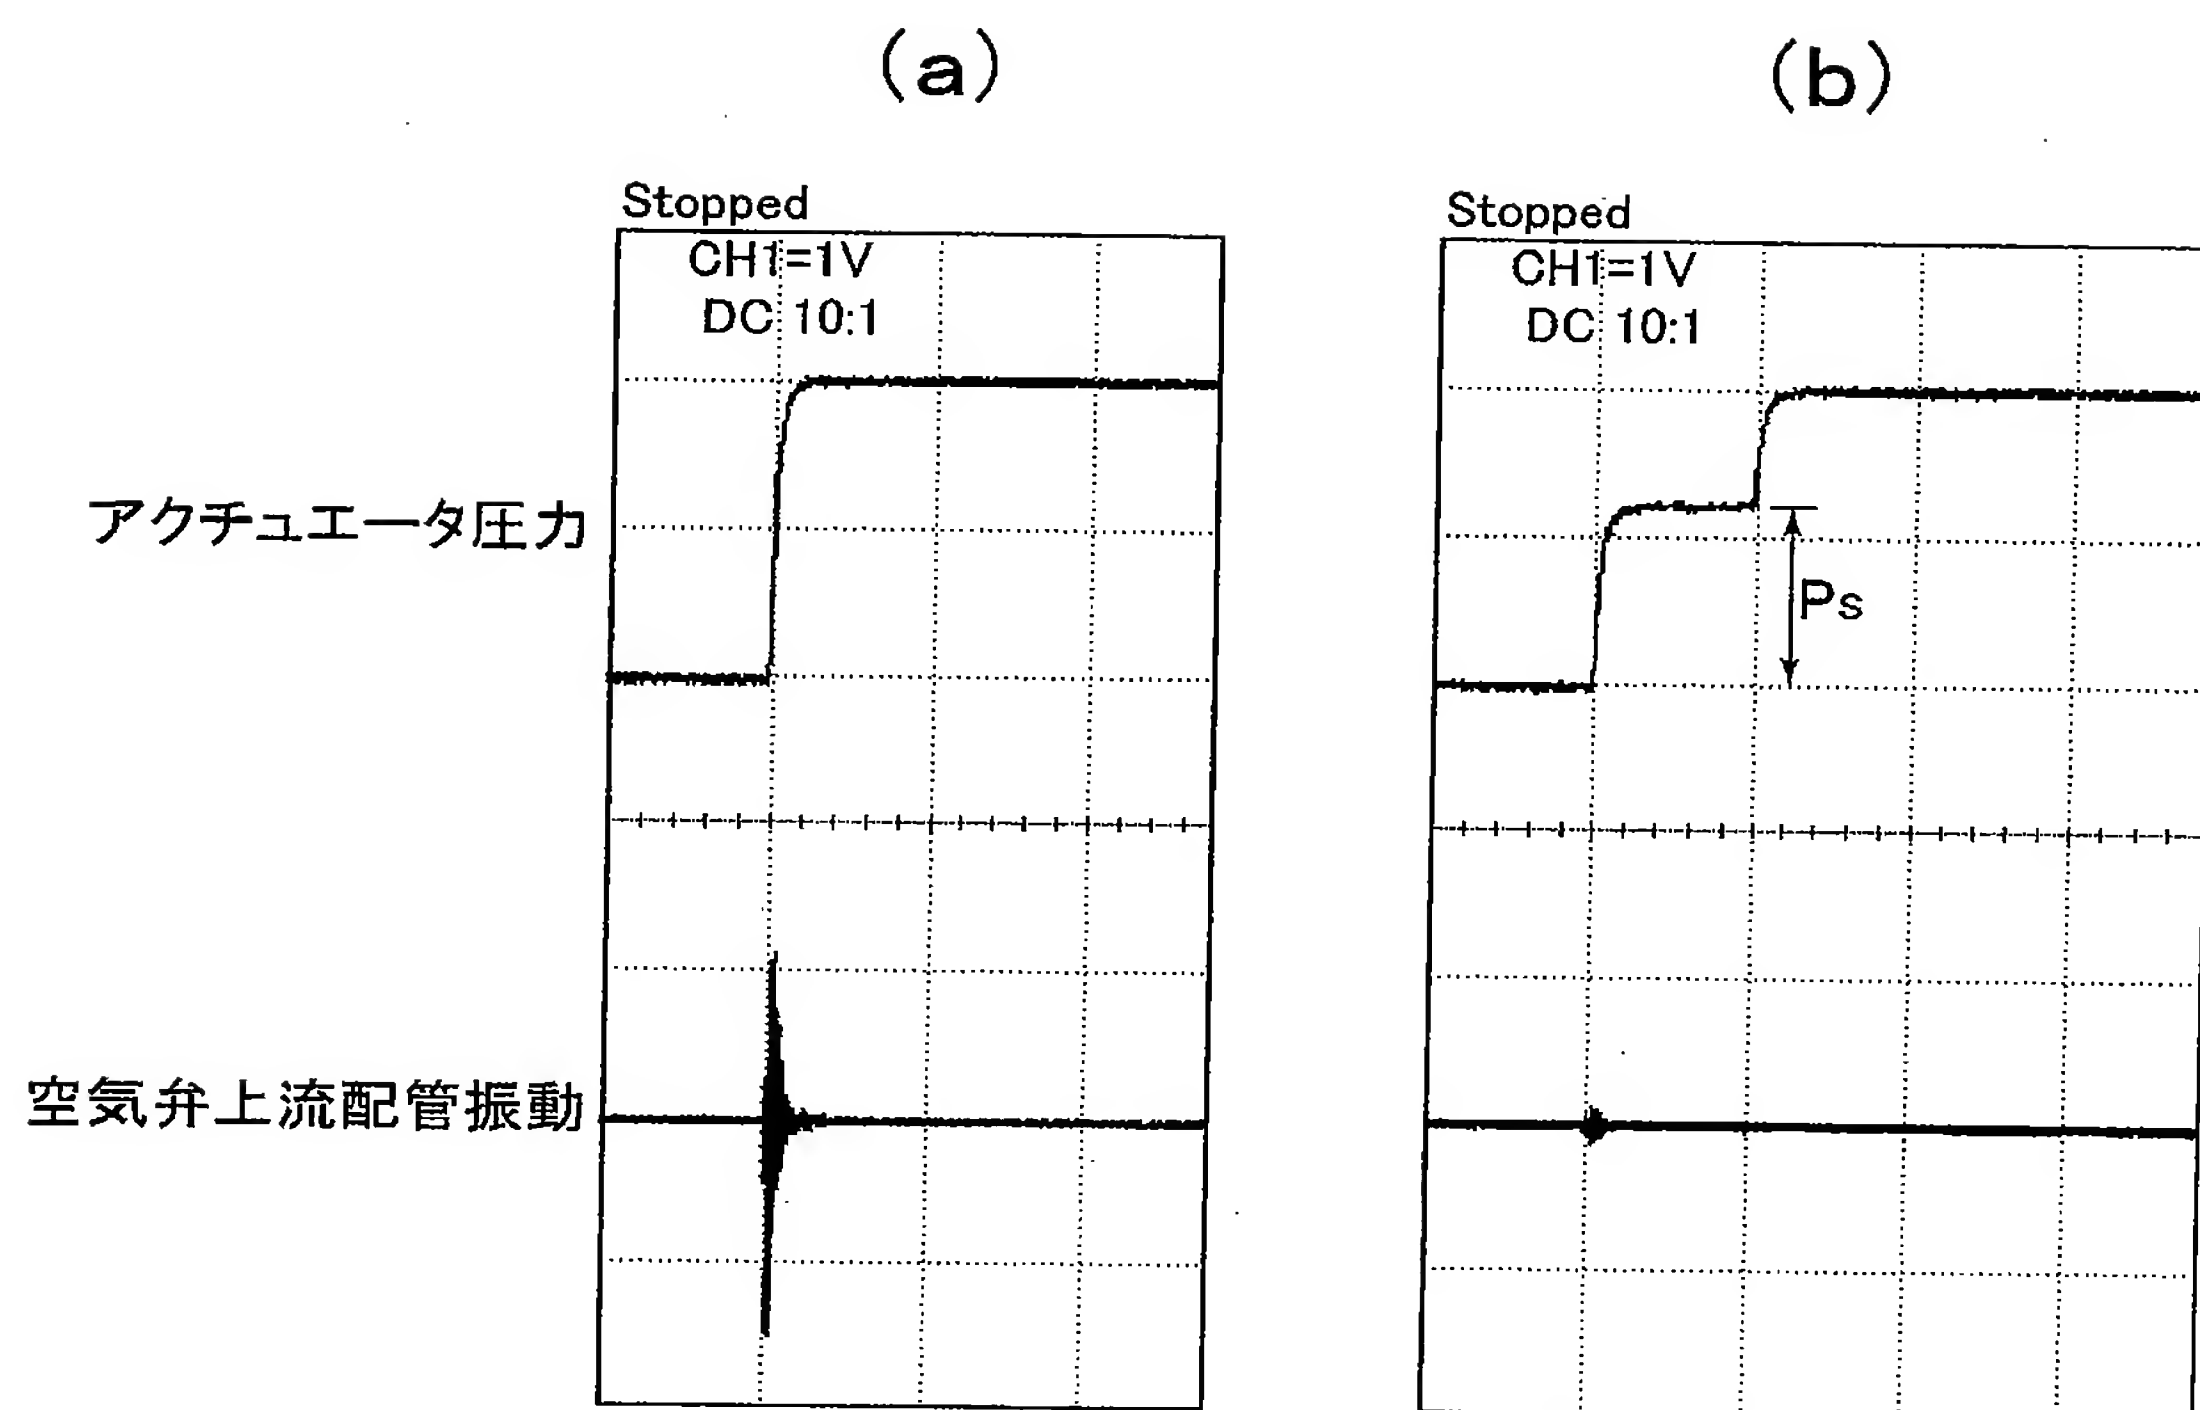 (a)
(b)
Stopped
CH1=1V
DC 10:1
Stopped
CH1=1V
DC 10:1
アクチュエータ圧力
Ps
空気弁上流配管振動